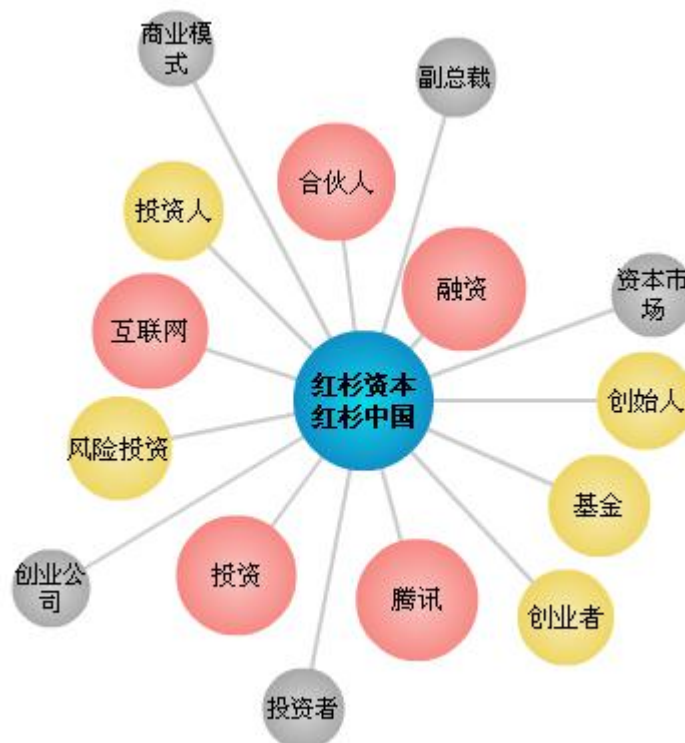 商业模
式
副总裁
合伙人
投资人
融资
资本市
场
互联网
红杉资本
红杉中国
创始人
风险投资
基金
创业公
司
投资
腾讯
创业者
投资者